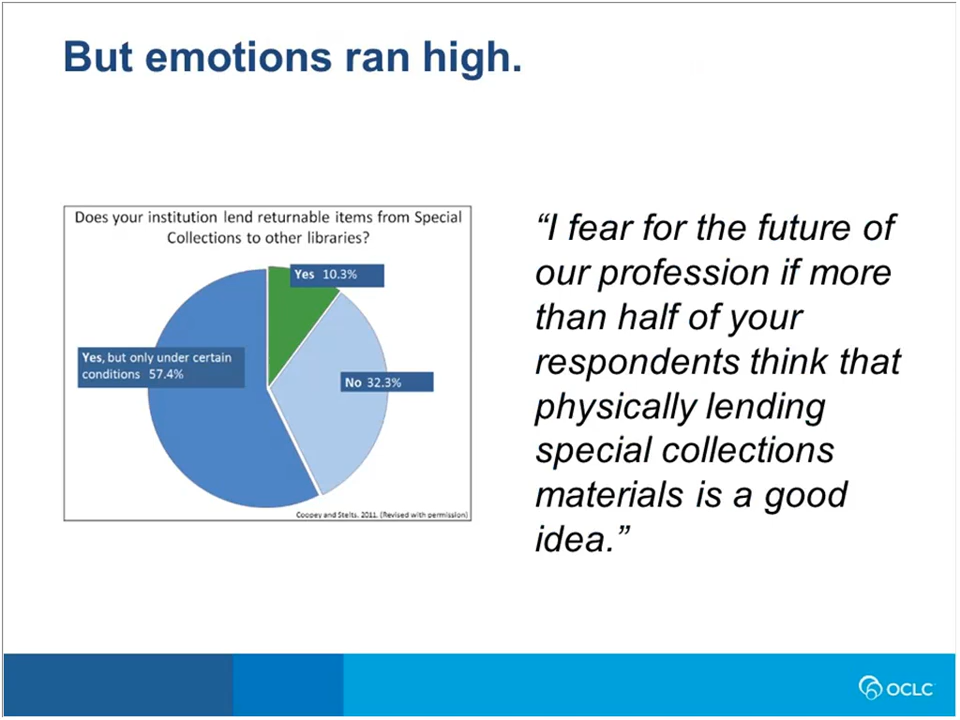 But emotions ran high.
Does your institution lend returnable items from Special
Collections to other libraries?
Yes 10.3%
Yes, but only under certain
conditions 57.4%
No 32.3%
Coppey and Stelts. 2011. (Revised with permission)
“I fear for the future of
our profession if more
than half of your
respondents think that
physically lending
special collections
materials is a good
idea.”
OCLC